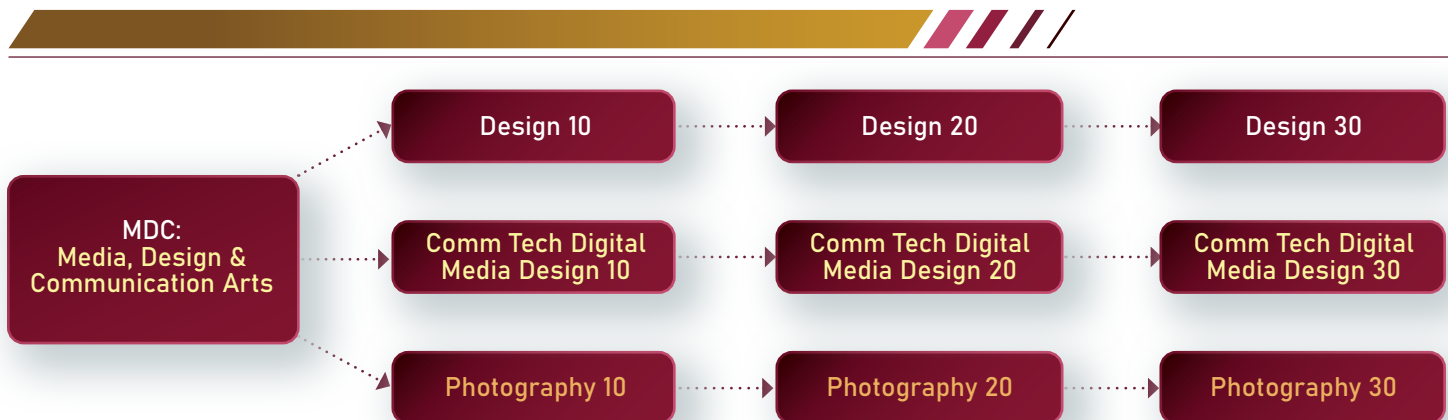 Design 10
Design 20
Design 30
MDC:
Media, Design &
Communication Arts
Comm Tech Digital
Media Design 10
Comm Tech Digital
Media Design 20
Comm Tech Digital
Media Design 30
Photography 10
Photography 20
Photography 30